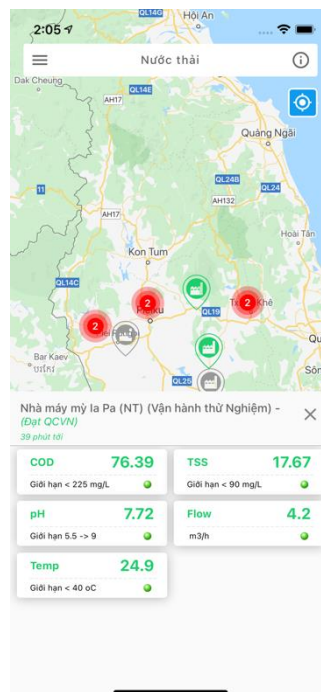 QL14G
Hội An
2:05
Nước thải
Dak Cheung
QL14E
AH17
Quảng Ngãi
11
QL24B
QL24
AH132
AH17
Hoài Tân
Kon Tum
QL14C
2
2
QL19
2
Bar Kaev
QL25
Nhà máy mỳ Ia Pa (NT) (Vận hành thử Nghiệm) -
(Đạt QCVN)
39 phút tới
COD 76.39
Giới hạn < 225 mg/L
TSS 17.67
Giới hạn < 90 mg/L
pH 7.72
Giới hạn 5.5 -> 9
Flow 4.2
m3/h
Temp 24.9
Giới hạn < 40 oC